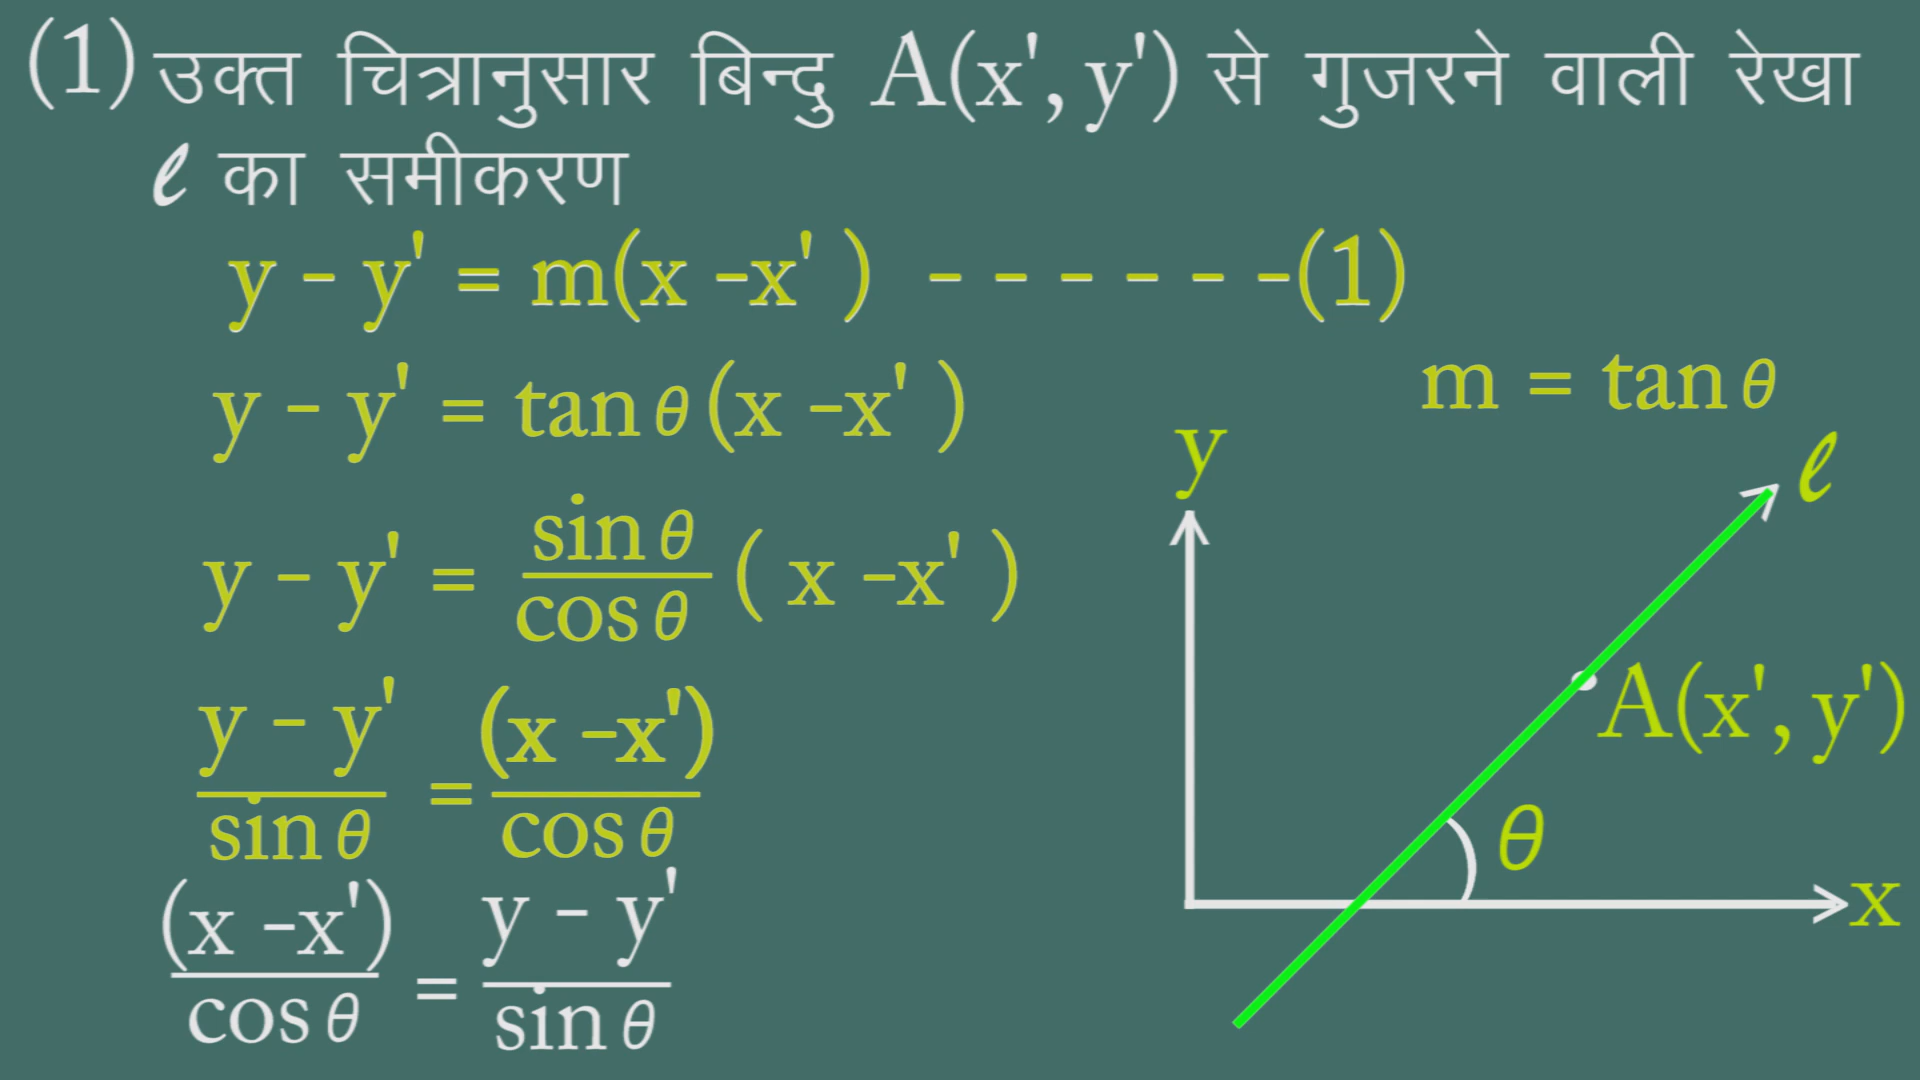 (1) उक्त चित्रानुसार बिन्दु A(x', y') से गुजरने वाली रेखा
ℓ का समीकरण
y - y' = m(x -x' ) - - - - - -(1)
m = tan θ
y - y' = tan θ (x -x' )
y - y' = sin θ / cos θ ( x -x' )
y - y' / sin θ = (x -x') / cos θ
(x -x') / cos θ = y - y' / sin θ
y
ℓ
A(x', y')
θ
x